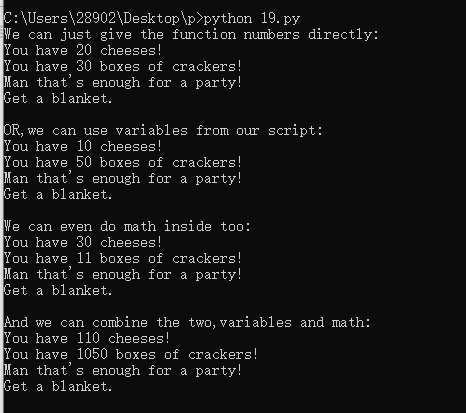 C:\Users\28902\Desktop\p>python 19.py
We can just give the function numbers directly:
You have 20 cheeses!
You have 30 boxes of crackers!
Man that's enough for a party!
Get a blanket.
OR,we can use variables from our script:
You have 10 cheeses!
You have 50 boxes of crackers!
Man that's enough for a party!
Get a blanket.
We can even do math inside too:
You have 30 cheeses!
You have 11 boxes of crackers!
Man that's enough for a party!
Get a blanket.
And we can combine the two,variables and math:
You have 110 cheeses!
You have 1050 boxes of crackers!
Man that's enough for a party!
Get a blanket.